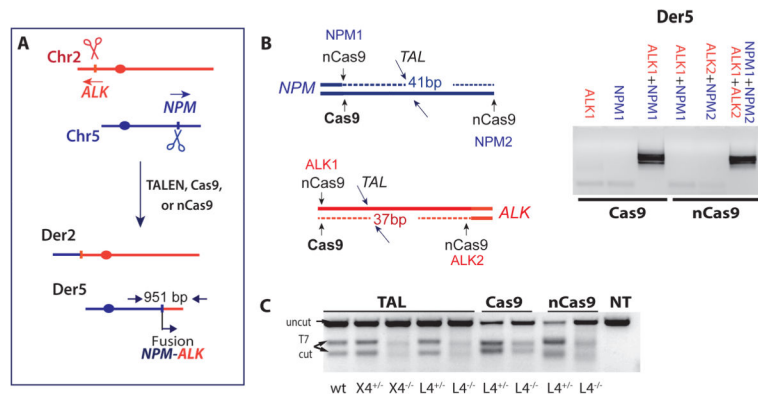 A
Chr2
ALK
NPM
Chr5
TALEN, Cas9,
or nCas9
Der2
Der5
951 bp
Fusion
NPM-ALK
B
NPM1
nCas9
TAL
NPM
41bp
Cas9
nCas9
NPM2
ALK1
nCas9
TAL
37bp
ALK
Cas9
nCas9
ALK2
Der5
ALK1
NPM1
ALK1+NPM1
ALK1+NPM1
ALK2+NPM2
ALK1+ALK2
NPM1+NPM2
Cas9
nCas9
C
TAL
Cas9
nCas9
NT
uncut
T7
cut
wt
X4+/-
X4-/-
L4+/-
L4-/-
L4+/-
L4-/-
L4+/-
L4-/-